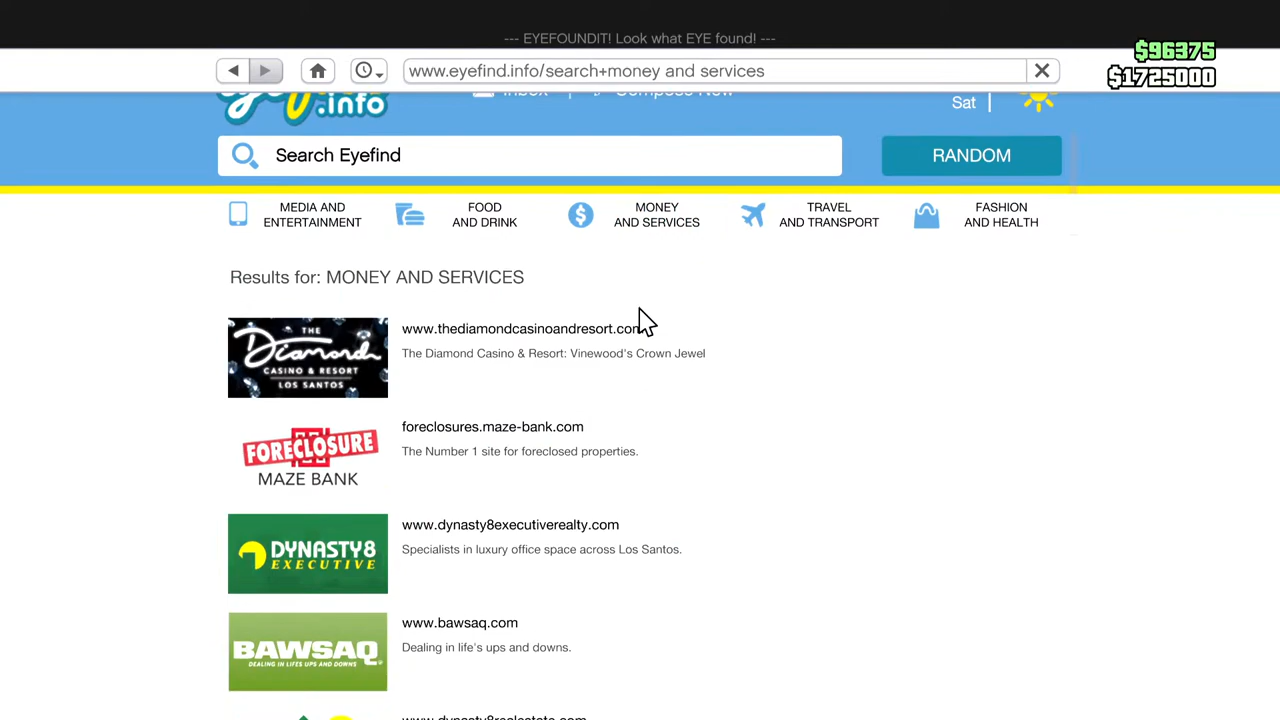 --- EYEFOUNDIT! Look what EYE found! ---
$96375
www.eyefind.info/search+money and services
$1725000
.info
Inbox
Sat
Search Eyefind
RANDOM
MEDIA AND
ENTERTAINMENT
FOOD
AND DRINK
MONEY
AND SERVICES
TRAVEL
AND TRANSPORT
FASHION
AND HEALTH
Results for: MONEY AND SERVICES
THE
Diamond
CASINO & RESORT
LOS SANTOS
www.thediamondcasinoandresort.com
The Diamond Casino & Resort: Vinewood's Crown Jewel
FORECLOSURE
MAZE BANK
foreclosures.maze-bank.com
The Number 1 site for foreclosed properties.
DYNASTY8
EXECUTIVE
www.dynasty8executiverealty.com
Specialists in luxury office space across Los Santos.
BAWSAQ
DEALING IN LIFE'S UPS AND DOWNS
www.bawsaq.com
Dealing in life's ups and downs.
www.dynasty8realestate.com